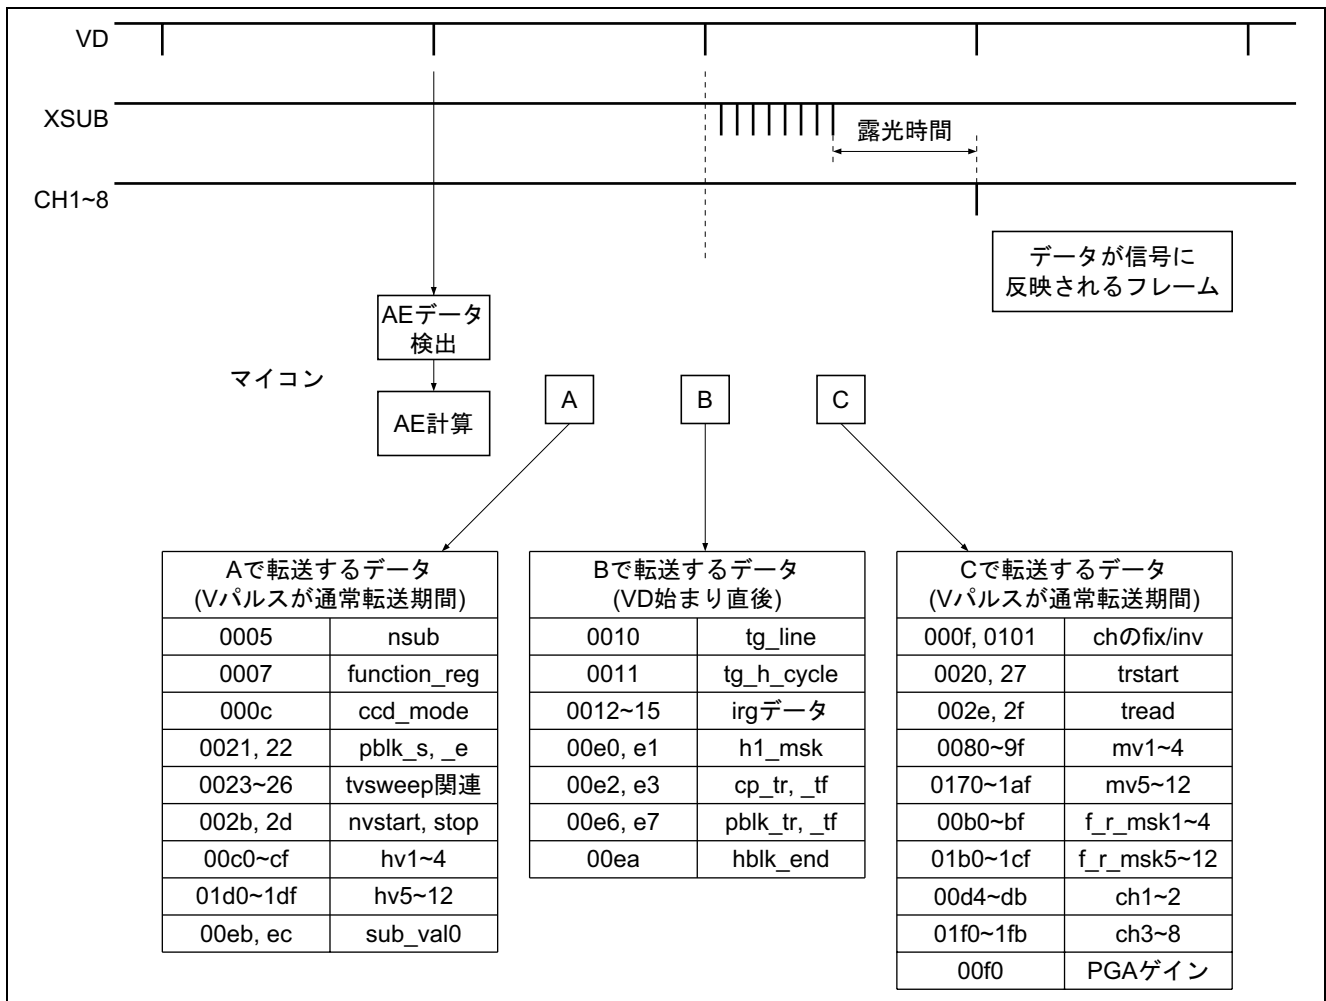 VD
XSUB
露光時間
CH1~8
データが信号に
反映されるフレーム
AEデータ
検出
マイコン
AE計算
A
B
C
Aで転送するデータ
(Vパルスが通常転送期間)
0005 nsub
0007 function_reg
000c ccd_mode
0021, 22 pblk_s, _e
0023~26 tvsweep関連
002b, 2d nvstart, stop
00c0~cf hv1~4
01d0~1df hv5~12
00eb, ec sub_val0
Bで転送するデータ
(VD始まり直後)
0010 tg_line
0011 tg_h_cycle
0012~15 irgデータ
00e0, e1 h1_msk
00e2, e3 cp_tr, _tf
00e6, e7 pblk_tr, _tf
00ea hblk_end
Cで転送するデータ
(Vパルスが通常転送期間)
000f, 0101 chのfix/inv
0020, 27 trstart
002e, 2f tread
0080~9f mv1~4
0170~1af mv5~12
00b0~bf f_r_msk1~4
01b0~1cf f_r_msk5~12
00d4~db ch1~2
01f0~1fb ch3~8
00f0 PGAゲイン